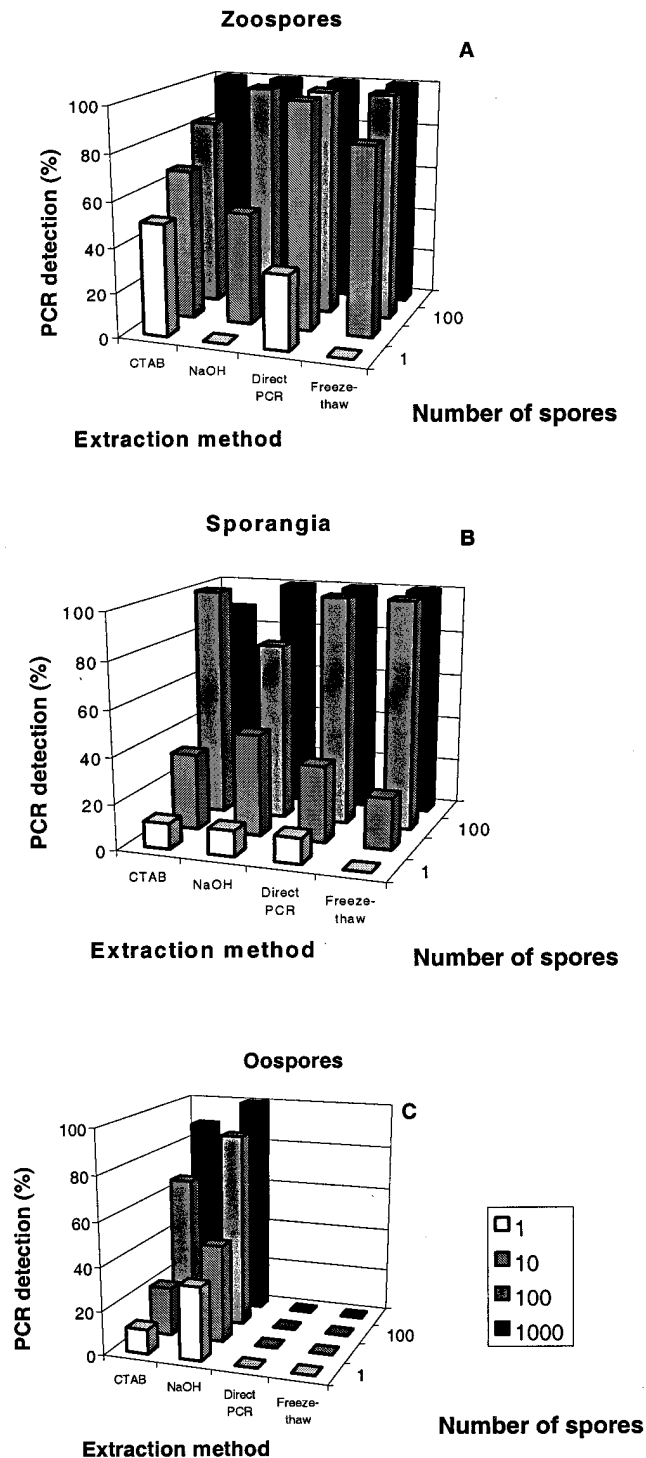 Zoospores
A
PCR detection (%)
100
80
60
40
20
0
CTAB
NaOH
Direct
PCR
Freeze-
thaw
1
100
Number of spores
Extraction method
Sporangia
B
PCR detection (%)
100
80
60
40
20
0
CTAB
NaOH
Direct
PCR
Freeze-
thaw
1
100
Extraction method
Number of spores
Oospores
C
PCR detection (%)
100
80
60
40
20
0
CTAB
NaOH
Direct
PCR
Freeze-
thaw
1
100
1
10
100
1000
Number of spores
Extraction method